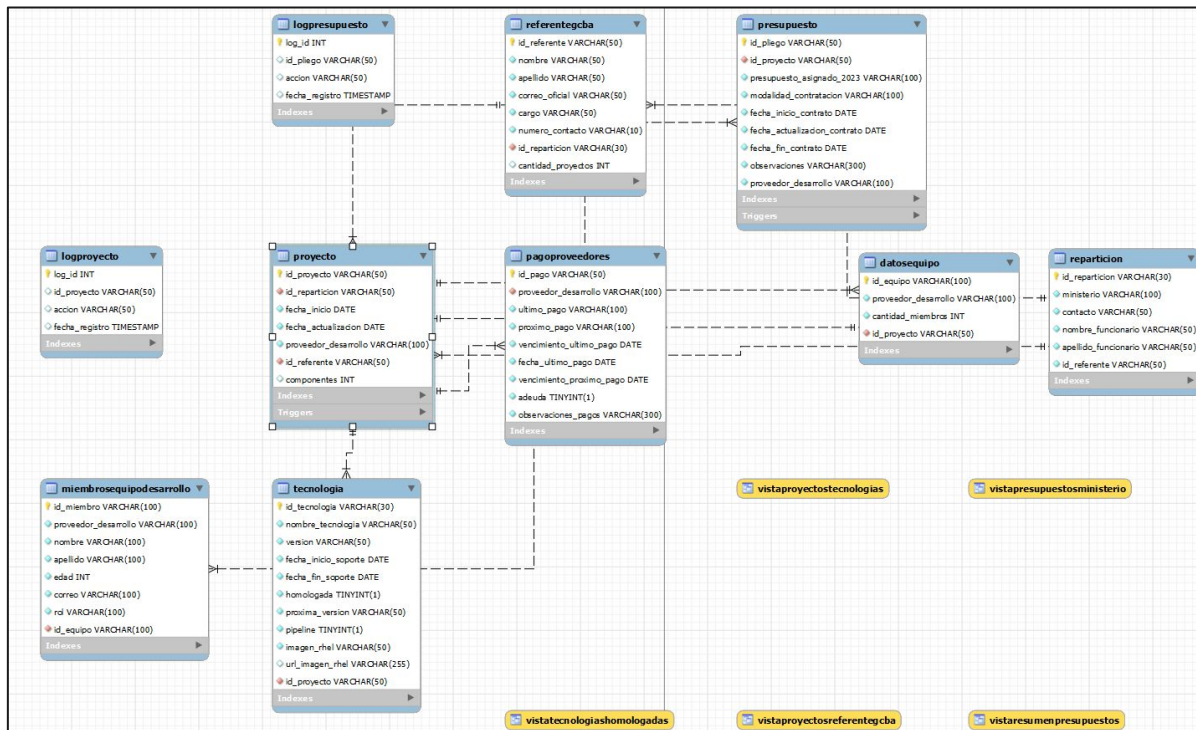 logpresupuesto
log_id INT
id_pliego VARCHAR(50)
accion VARCHAR(50)
fecha_registro TIMESTAMP
Indexes
referentegcba
id_referente VARCHAR(50)
nombre VARCHAR(50)
apellido VARCHAR(50)
correo_oficial VARCHAR(50)
cargo VARCHAR(50)
numero_contacto VARCHAR(10)
id_reparticion VARCHAR(30)
cantidad_proyectos INT
Indexes
presupuesto
id_pliego VARCHAR(50)
id_proyecto VARCHAR(50)
presupuesto_asignado_2023 VARCHAR(100)
modalidad_contratacion VARCHAR(100)
fecha_inicio_contrato DATE
fecha_actualizacion_contrato DATE
fecha_fin_contrato DATE
observaciones VARCHAR(300)
proveedor_desarrollo VARCHAR(100)
Indexes
Triggers
logproyecto
log_id INT
id_proyecto VARCHAR(50)
accion VARCHAR(50)
fecha_registro TIMESTAMP
Indexes
proyecto
id_proyecto VARCHAR(50)
id_reparticion VARCHAR(50)
fecha_inicio DATE
fecha_actualizacion DATE
proveedor_desarrollo VARCHAR(100)
id_referente VARCHAR(50)
componentes INT
Indexes
Triggers
pagoproveedores
id_pago VARCHAR(50)
proveedor_desarrollo VARCHAR(100)
ultimo_pago VARCHAR(100)
proximo_pago VARCHAR(100)
vencimiento_ultimo_pago DATE
fecha_ultimo_pago DATE
vencimiento_proximo_pago DATE
adeuda TINYINT(1)
observaciones_pagos VARCHAR(300)
Indexes
datosequipo
id_equipo VARCHAR(100)
proveedor_desarrollo VARCHAR(100)
cantidad_miembros INT
id_proyecto VARCHAR(50)
Indexes
reparticion
id_reparticion VARCHAR(30)
ministerio VARCHAR(100)
contacto VARCHAR(50)
nombre_funcionario VARCHAR(50)
apellido_funcionario VARCHAR(50)
id_referente VARCHAR(50)
Indexes
miembrosequipodesarrollo
id_miembro VARCHAR(100)
proveedor_desarrollo VARCHAR(100)
nombre VARCHAR(100)
apellido VARCHAR(100)
edad INT
correo VARCHAR(100)
rol VARCHAR(100)
id_equipo VARCHAR(100)
Indexes
tecnologia
id_tecnologia VARCHAR(30)
nombre_tecnologia VARCHAR(50)
version VARCHAR(50)
fecha_inicio_soporte DATE
fecha_fin_soporte DATE
homologada TINYINT(1)
proxima_version VARCHAR(50)
pipeline TINYINT(1)
imagen_rhel VARCHAR(50)
url_imagen_rhel VARCHAR(255)
id_proyecto VARCHAR(50)
Indexes
vistaproyectostecnologias
vistapresupuestosministerio
vistatecnologiashomologadas
vistaproyectosreferentegcba
vistaresumenpresupuestos